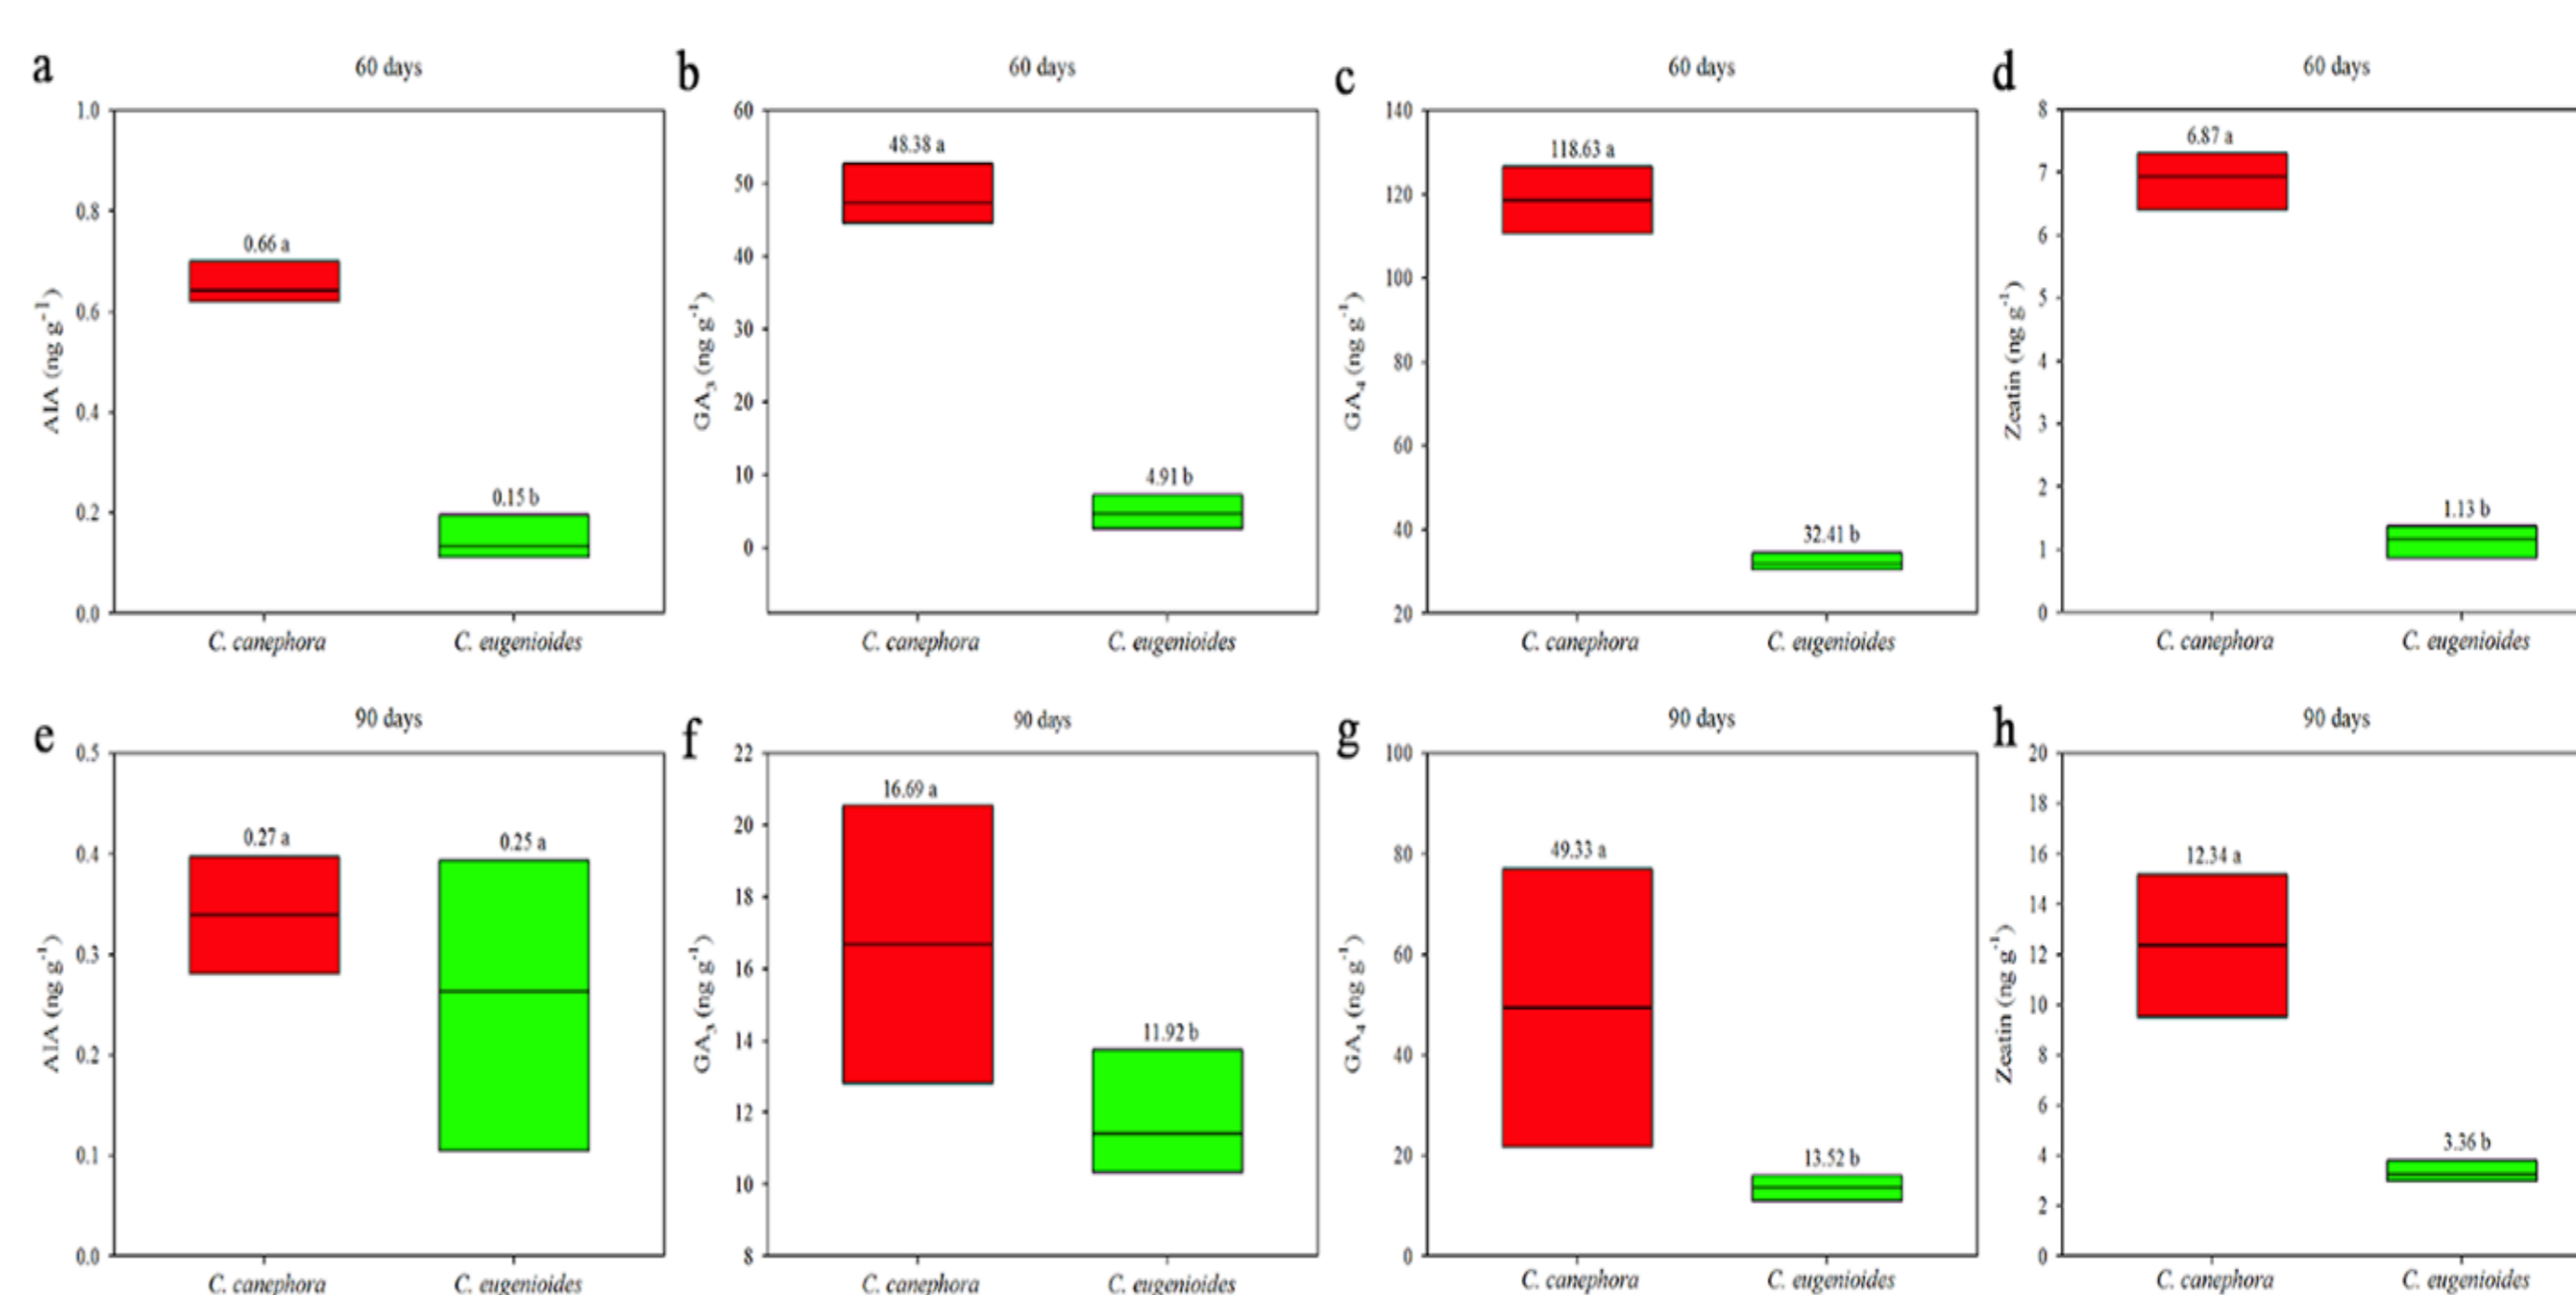 a
60 days
1.0
0.8
0.6
0.4
0.2
0.0
AIA (ng g⁻¹)
0.66 a
0.15 b
C. canephora
C. eugenioides
b
60 days
60
50
40
30
20
10
0
GA₃ (ng g⁻¹)
48.38 a
4.91 b
C. canephora
C. eugenioides
c
60 days
140
120
100
80
60
40
20
GA₄ (ng g⁻¹)
118.63 a
32.41 b
C. canephora
C. eugenioides
d
60 days
8
7
6
5
4
3
2
1
0
Zeatin (ng g⁻¹)
6.87 a
1.13 b
C. canephora
C. eugenioides
e
90 days
0.5
0.4
0.3
0.2
0.1
0.0
AIA (ng g⁻¹)
0.27 a
0.25 a
C. canephora
C. eugenioides
f
90 days
22
20
18
16
14
12
10
8
GA₃ (ng g⁻¹)
16.69 a
11.92 b
C. canephora
C. eugenioides
g
90 days
100
80
60
40
20
0
GA₄ (ng g⁻¹)
49.33 a
13.52 b
C. canephora
C. eugenioides
h
90 days
20
18
16
14
12
10
8
6
4
2
0
Zeatin (ng g⁻¹)
12.34 a
3.36 b
C. canephora
C. eugenioides